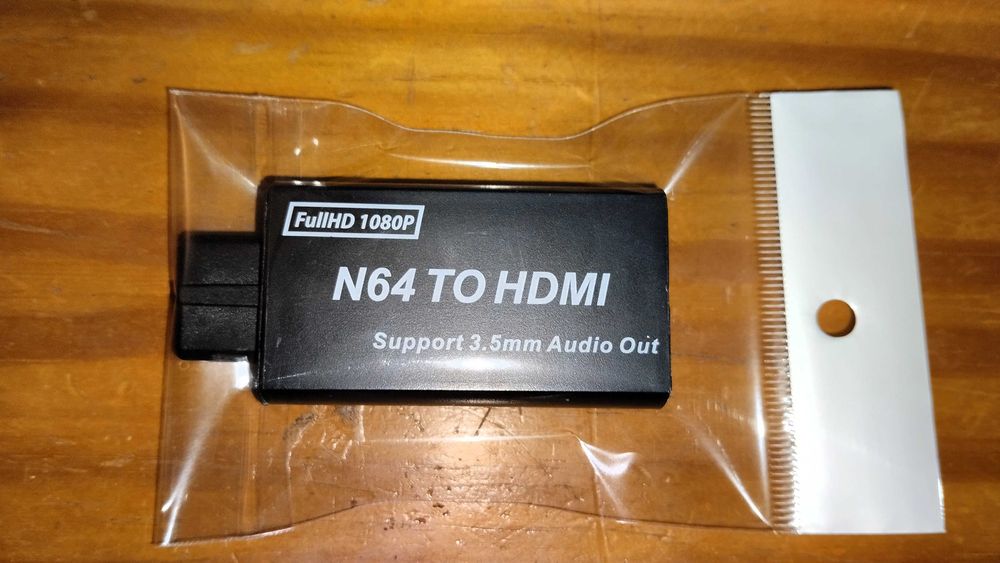 FullHD 1080P
N64 TO HDMI
Support 3.5mm Audio Out